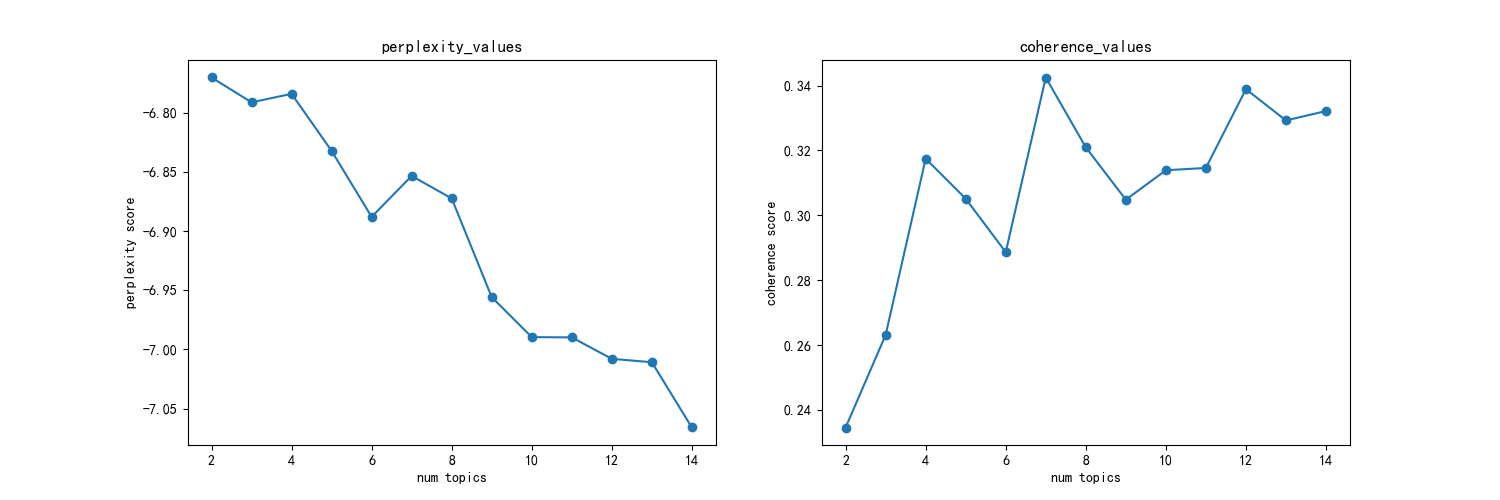 perplexity_values
perplexity score
-6.80
-6.85
-6.90
-6.95
-7.00
-7.05
2 4 6 8 10 12 14
num topics
coherence_values
coherence score
0.34
0.32
0.30
0.28
0.26
0.24
2 4 6 8 10 12 14
num topics